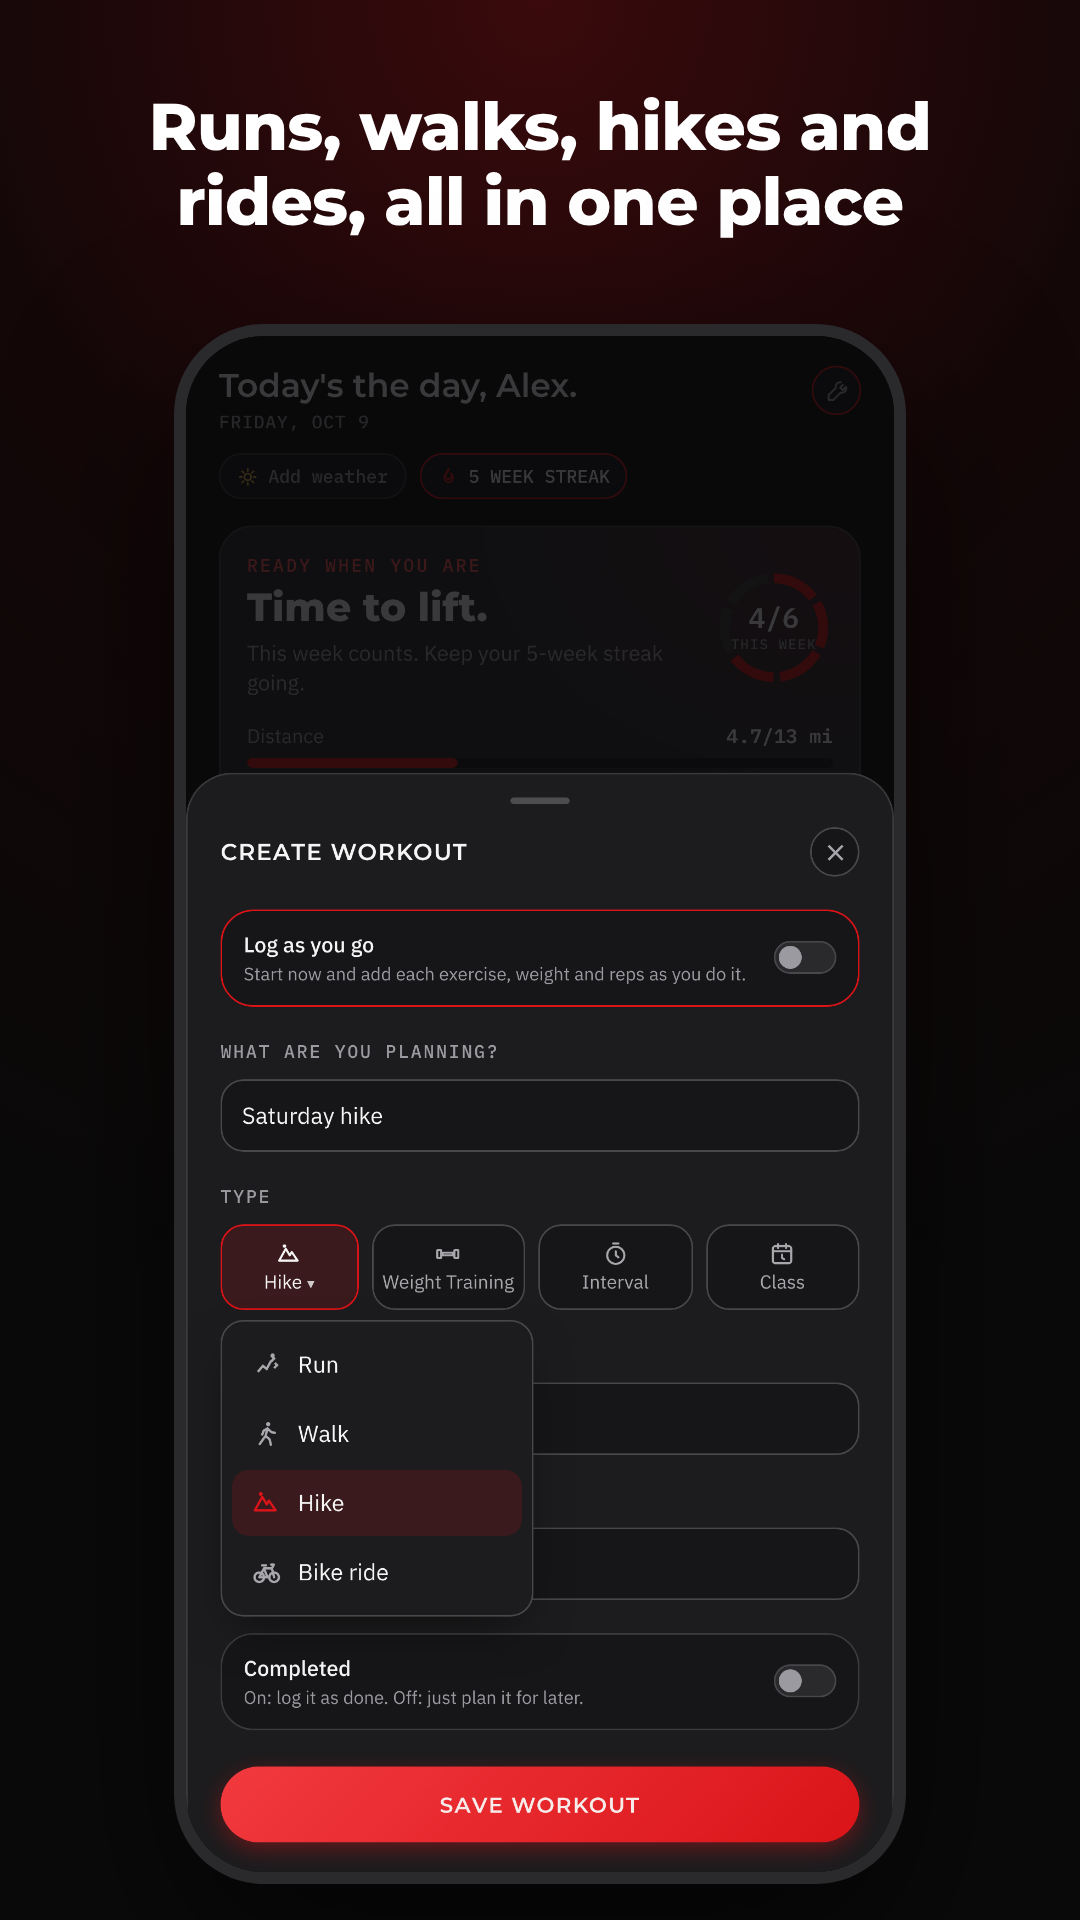 Runs, walks, hikes and
rides, all in one place
Today's the day, Alex.
FRIDAY, OCT 9
Add weather
5 WEEK STREAK
READY WHEN YOU ARE
Time to lift.
This week counts. Keep your 5-week streak
going.
4/6
THIS WEEK
Distance
4.7/13 mi
CREATE WORKOUT
Log as you go
Start now and add each exercise, weight and reps as you do it.
WHAT ARE YOU PLANNING?
Saturday hike
TYPE
Hike ▾
Weight Training
Interval
Class
Run
Walk
Hike
Bike ride
Completed
On: log it as done. Off: just plan it for later.
SAVE WORKOUT